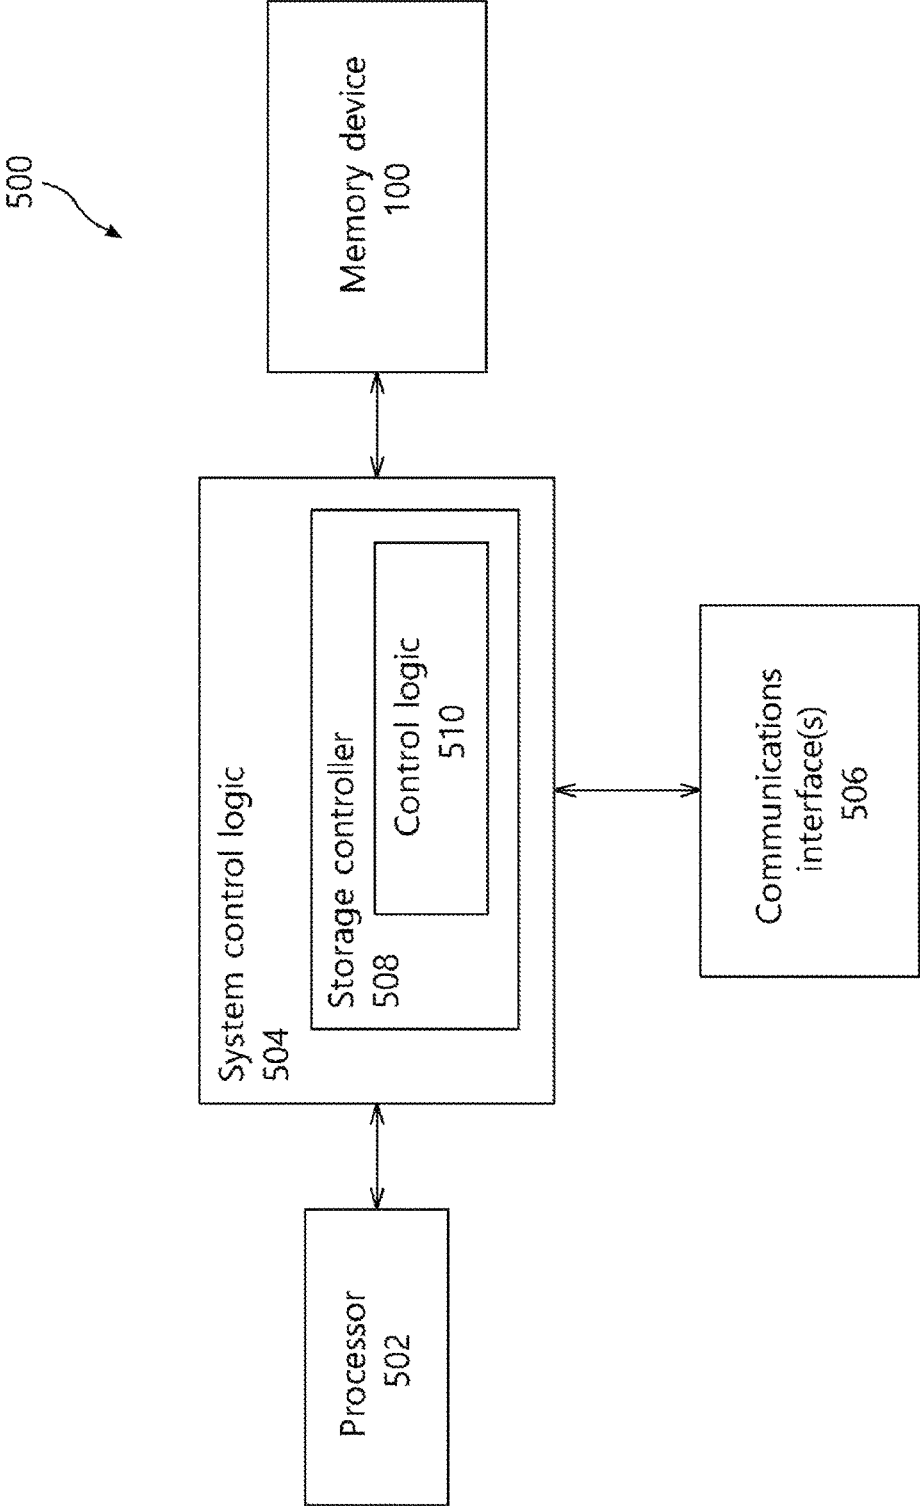 500
Processor
502
System control logic
504
Storage controller
508
Control logic
510
Memory device
100
Communications
interface(s)
506